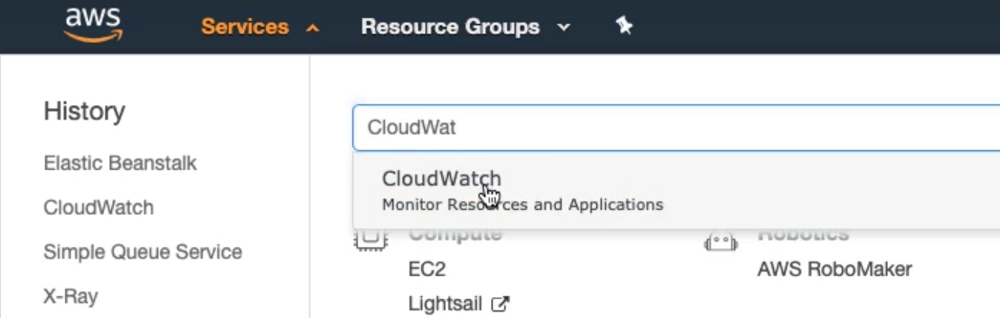 aws
Services
Resource Groups
History
Elastic Beanstalk
CloudWatch
Simple Queue Service
X-Ray
CloudWat
CloudWatch
Monitor Resources and Applications
Compute
EC2
Lightsail
Robotics
AWS RoboMaker